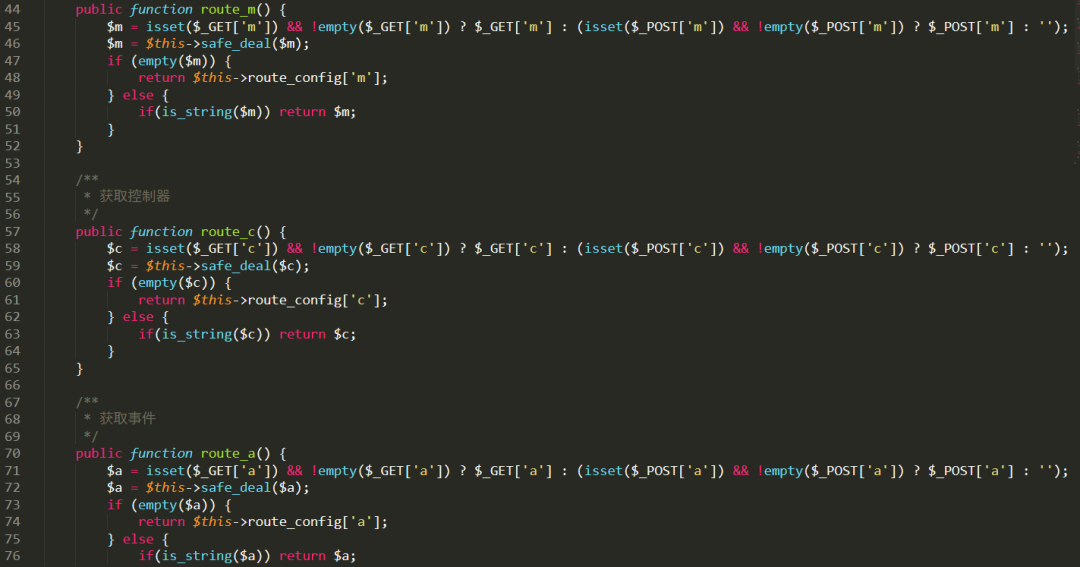 44 public function route_m() {
45 $m = isset($_GET['m']) && !empty($_GET['m']) ? $_GET['m'] : (isset($_POST['m']) && !empty($_POST['m']) ? $_POST['m'] : '');
46 $m = $this->safe_deal($m);
47 if (empty($m)) {
48 return $this->route_config['m'];
49 } else {
50 if(is_string($m)) return $m;
51 }
52 }
53
54 /**
55 * 获取控制器
56 */
57 public function route_c() {
58 $c = isset($_GET['c']) && !empty($_GET['c']) ? $_GET['c'] : (isset($_POST['c']) && !empty($_POST['c']) ? $_POST['c'] : '');
59 $c = $this->safe_deal($c);
60 if (empty($c)) {
61 return $this->route_config['c'];
62 } else {
63 if(is_string($c)) return $c;
64 }
65 }
66
67 /**
68 * 获取事件
69 */
70 public function route_a() {
71 $a = isset($_GET['a']) && !empty($_GET['a']) ? $_GET['a'] : (isset($_POST['a']) && !empty($_POST['a']) ? $_POST['a'] : '');
72 $a = $this->safe_deal($a);
73 if (empty($a)) {
74 return $this->route_config['a'];
75 } else {
76 if(is_string($a)) return $a;